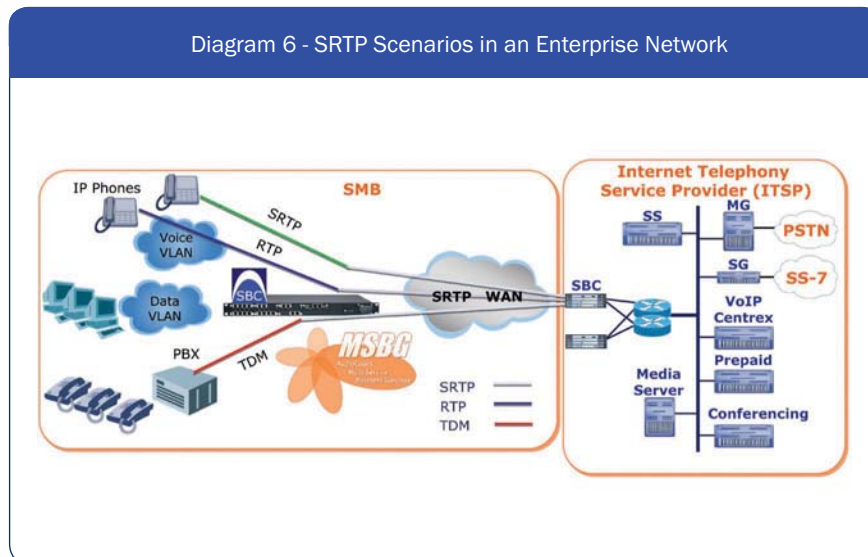 Diagram 6 - SRTP Scenarios in an Enterprise Network
IP Phones
SMB
SRTP
RTP
Voice
VLAN
SBC
Data
VLAN
PBX
TDM
MSBG
SRTP WAN
SRTP
RTP
TDM
Internet Telephony
Service Provider (ITSP)
SS
MG
PSTN
SBC
SG
SS-7
VoIP
Centrex
Prepaid
Media
Server
Conferencing